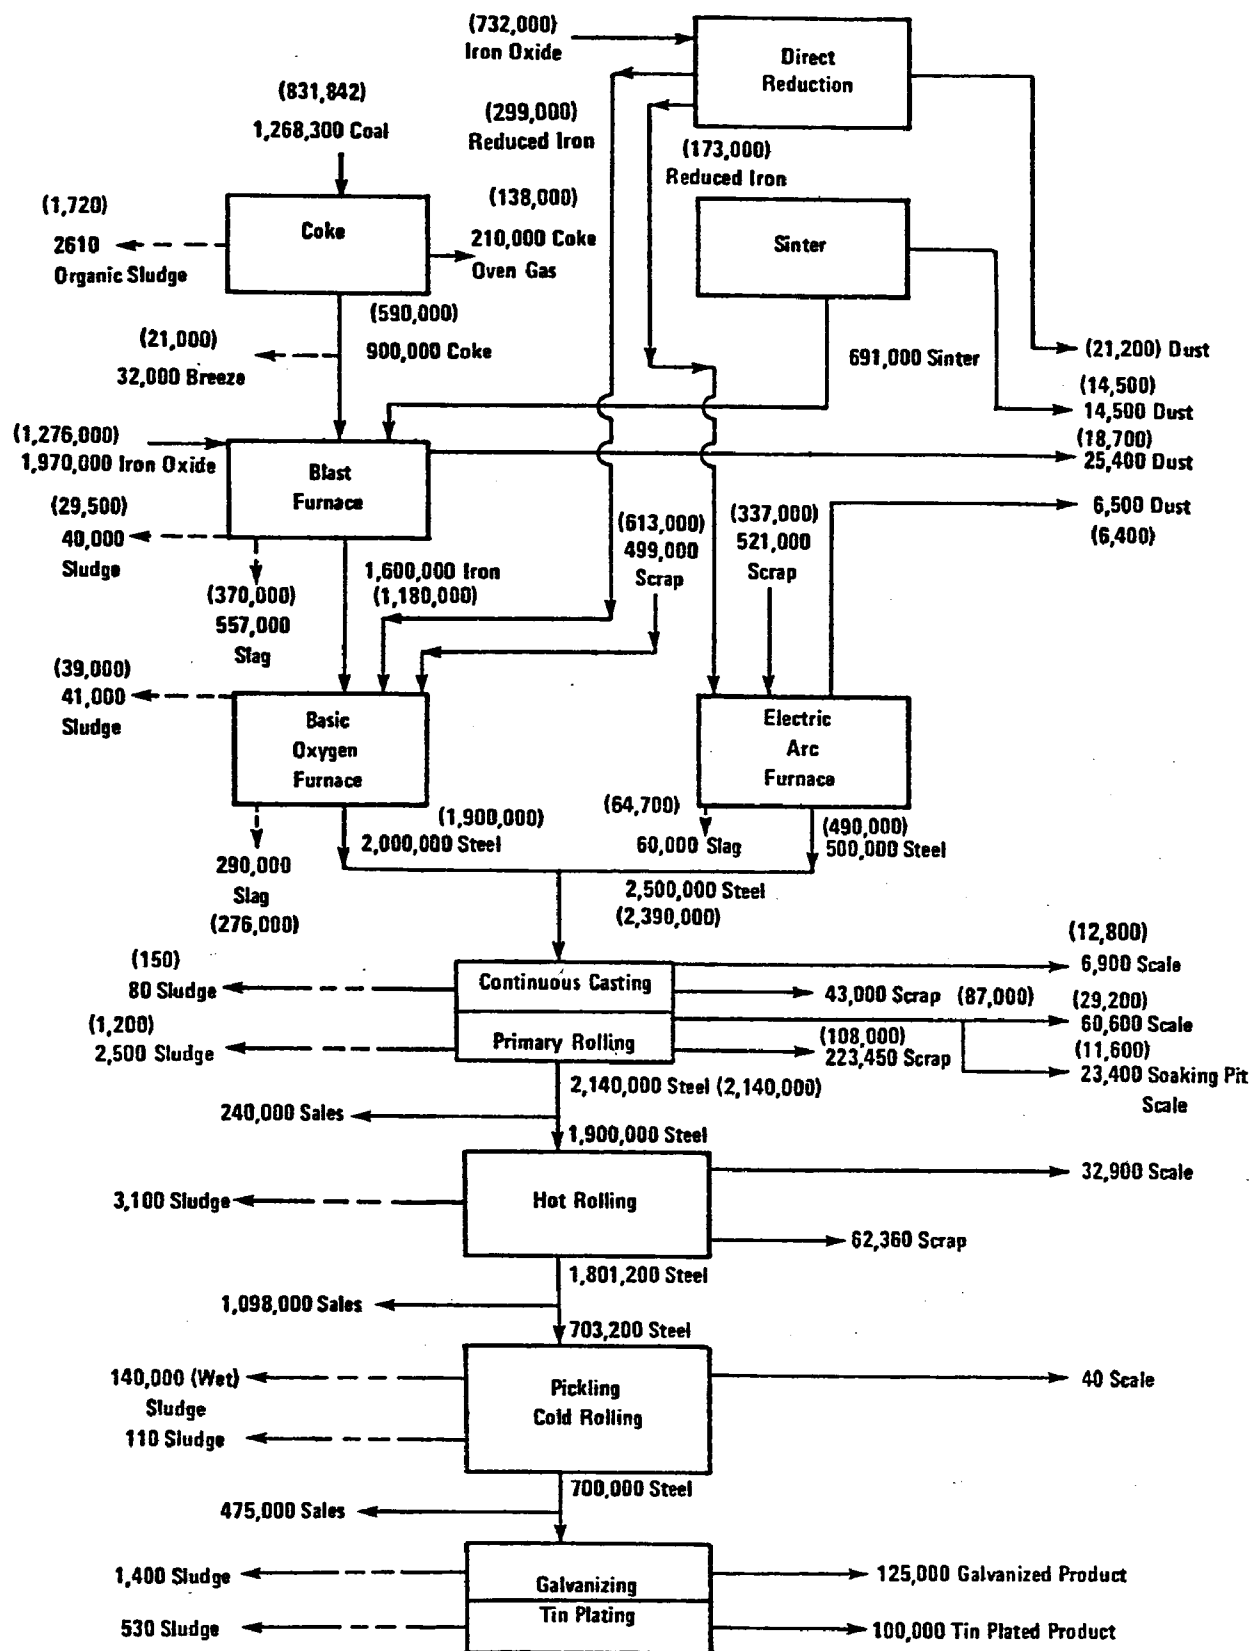 (732,000)
Iron Oxide
Direct
Reduction
(831,842)
1,268,300 Coal
(299,000)
Reduced Iron
(173,000)
Reduced Iron
(1,720)
2610
Organic Sludge
Coke
(138,000)
210,000 Coke
Oven Gas
Sinter
(590,000)
900,000 Coke
(21,000)
32,000 Breeze
691,000 Sinter
(21,200) Dust
(14,500)
14,500 Dust
(1,276,000)
1,970,000 Iron Oxide
Blast
Furnace
(18,700)
25,400 Dust
(29,500)
40,000
Sludge
(613,000)
499,000
Scrap
(337,000)
521,000
Scrap
6,500 Dust
(6,400)
(370,000)
557,000
Slag
1,600,000 Iron
(1,180,000)
(39,000)
41,000
Sludge
Basic
Oxygen
Furnace
Electric
Arc
Furnace
290,000
Slag
(276,000)
(1,900,000)
2,000,000 Steel
(64,700)
60,000 Slag
(490,000)
500,000 Steel
2,500,000 Steel
(2,390,000)
(150)
80 Sludge
Continuous Casting
(12,800)
6,900 Scale
43,000 Scrap (87,000)
(1,200)
2,500 Sludge
Primary Rolling
(29,200)
60,600 Scale
(108,000)
223,450 Scrap
(11,600)
23,400 Soaking Pit
Scale
2,140,000 Steel (2,140,000)
240,000 Sales
1,900,000 Steel
3,100 Sludge
Hot Rolling
32,900 Scale
62,360 Scrap
1,801,200 Steel
1,098,000 Sales
703,200 Steel
140,000 (Wet)
Sludge
110 Sludge
Pickling
Cold Rolling
40 Scale
700,000 Steel
475,000 Sales
1,400 Sludge
Galvanizing
125,000 Galvanized Product
530 Sludge
Tin Plating
100,000 Tin Plated Product